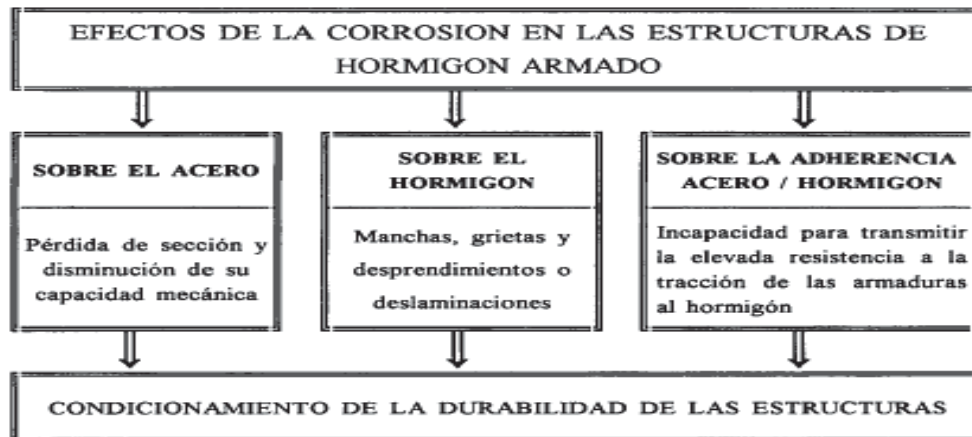 EFECTOS DE LA CORROSION EN LAS ESTRUCTURAS DE
HORMIGON ARMADO
SOBRE EL ACERO
Pérdida de sección y
disminución de su
capacidad mecánica
SOBRE EL
HORMIGON
Manchas, grietas y
desprendimientos o
deslaminaciones
SOBRE LA ADHERENCIA
ACERO / HORMIGON
Incapacidad para transmitir
la elevada resistencia a la
tracción de las armaduras
al hormigón
CONDICIONAMIENTO DE LA DURABILIDAD DE LAS ESTRUCTURAS